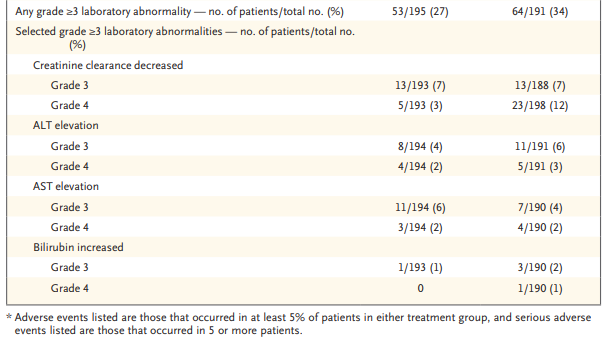 Any grade ≥3 laboratory abnormality — no. of patients/total no. (%) 53/195 (27) 64/191 (34)
Selected grade ≥3 laboratory abnormalities — no. of patients/total no.
(%)
Creatinine clearance decreased
Grade 3 13/193 (7) 13/188 (7)
Grade 4 5/193 (3) 23/198 (12)
ALT elevation
Grade 3 8/194 (4) 11/191 (6)
Grade 4 4/194 (2) 5/191 (3)
AST elevation
Grade 3 11/194 (6) 7/190 (4)
Grade 4 3/194 (2) 4/190 (2)
Bilirubin increased
Grade 3 1/193 (1) 3/190 (2)
Grade 4 0 1/190 (1)
* Adverse events listed are those that occurred in at least 5% of patients in either treatment group, and serious adverse
events listed are those that occurred in 5 or more patients.